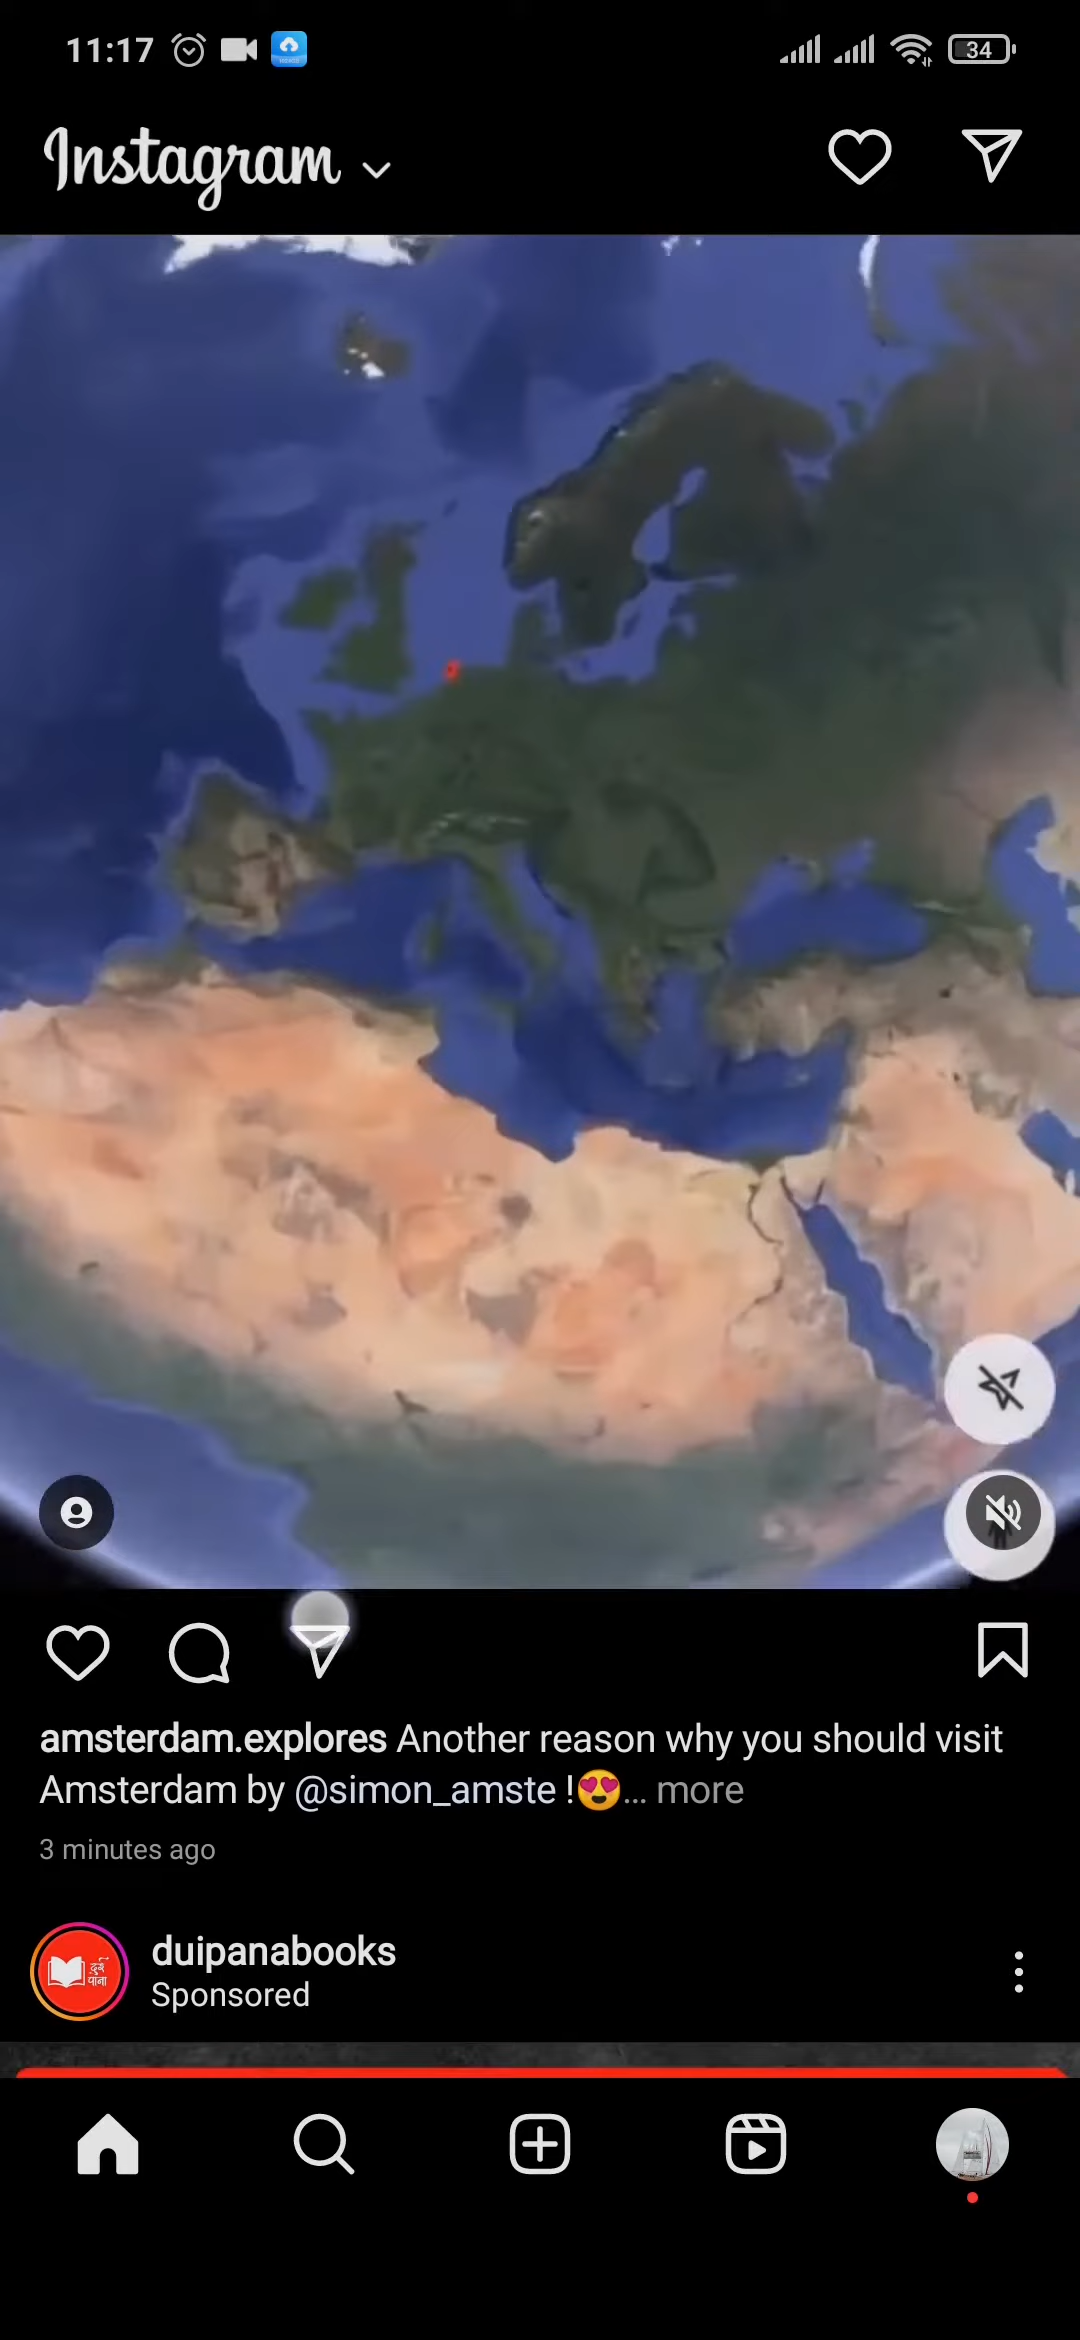 11:17
34
Instagram
amsterdam.explores Another reason why you should visit
Amsterdam by @simon_amste !😍... more
3 minutes ago
दुई
पाना
duipanabooks
Sponsored